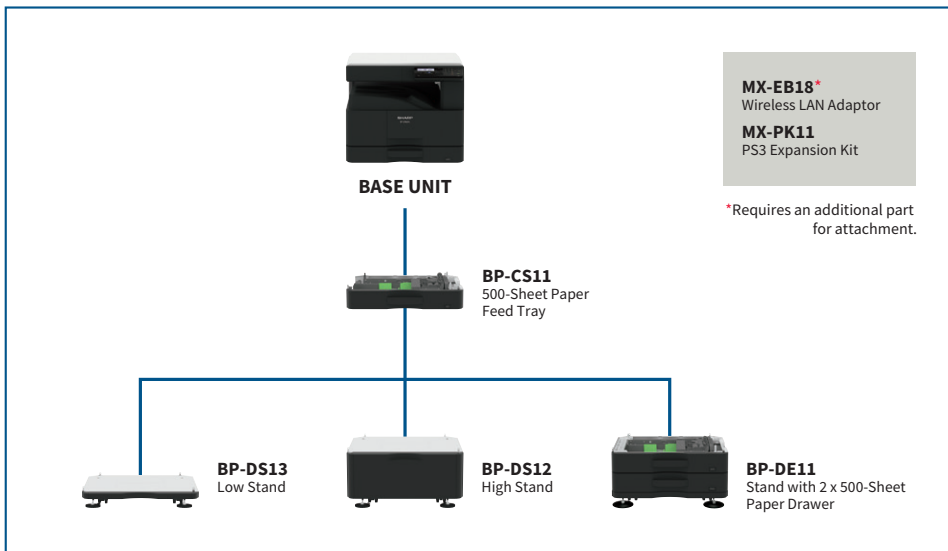 MX-EB18*
Wireless LAN Adaptor
MX-PK11
PS3 Expansion Kit
BASE UNIT
*Requires an additional part
for attachment.
BP-CS11
500-Sheet Paper
Feed Tray
BP-DS13
Low Stand
BP-DS12
High Stand
BP-DE11
Stand with 2 x 500-Sheet
Paper Drawer